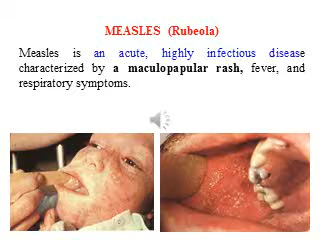 MEASLES (Rubeola)
Measles is an acute, highly infectious disease
characterized by a maculopapular rash, fever, and
respiratory symptoms.